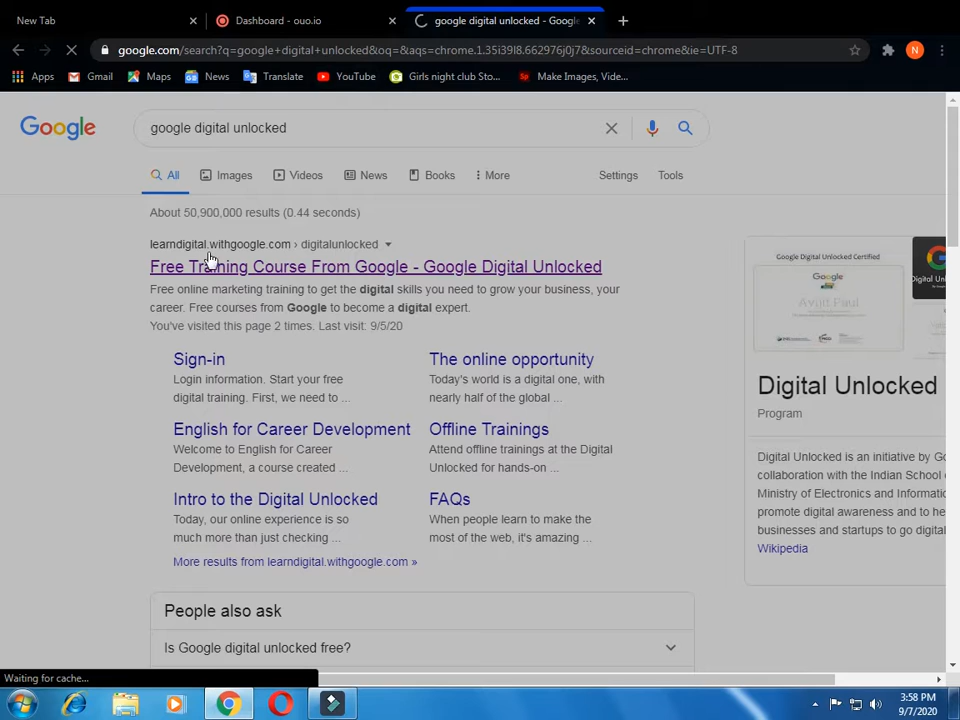 New Tab
Dashboard - ouo.io
google digital unlocked - Google
google.com/search?q=google+digital+unlocked&oq=&aqs=chrome.1.35i39l8.662976j0j7&sourceid=chrome&ie=UTF-8
N
Apps Gmail Maps News Translate YouTube Girls night club Sto... Sp Make Images, Vide...
Google
google digital unlocked
All Images Videos News Books More Settings Tools
About 50,900,000 results (0.44 seconds)
learndigital.withgoogle.com › digitalunlocked
Free Training Course From Google - Google Digital Unlocked
Free online marketing training to get the digital skills you need to grow your business, your
career. Free courses from Google to become a digital expert.
You've visited this page 2 times. Last visit: 9/5/20
Sign-in
Login information. Start your free
digital training. First, we need to ...
The online opportunity
Today's world is a digital one, with
nearly half of the global ...
English for Career Development
Welcome to English for Career
Development, a course created ...
Offline Trainings
Attend offline trainings at the Digital
Unlocked for hands-on ...
Intro to the Digital Unlocked
Today, our online experience is so
much more than just checking ...
FAQs
When people learn to make the
most of the web, it's amazing ...
More results from learndigital.withgoogle.com »
People also ask
Is Google digital unlocked free?
Google Digital Unlocked Certified
Google
Avijit Paul
Digital Unlocked
Program
Digital Unlocked is an initiative by Go
collaboration with the Indian School
Ministry of Electronics and Informatio
promote digital awareness and to he
businesses and startups to go digital
Wikipedia
Waiting for cache...
3:58 PM
9/7/2020